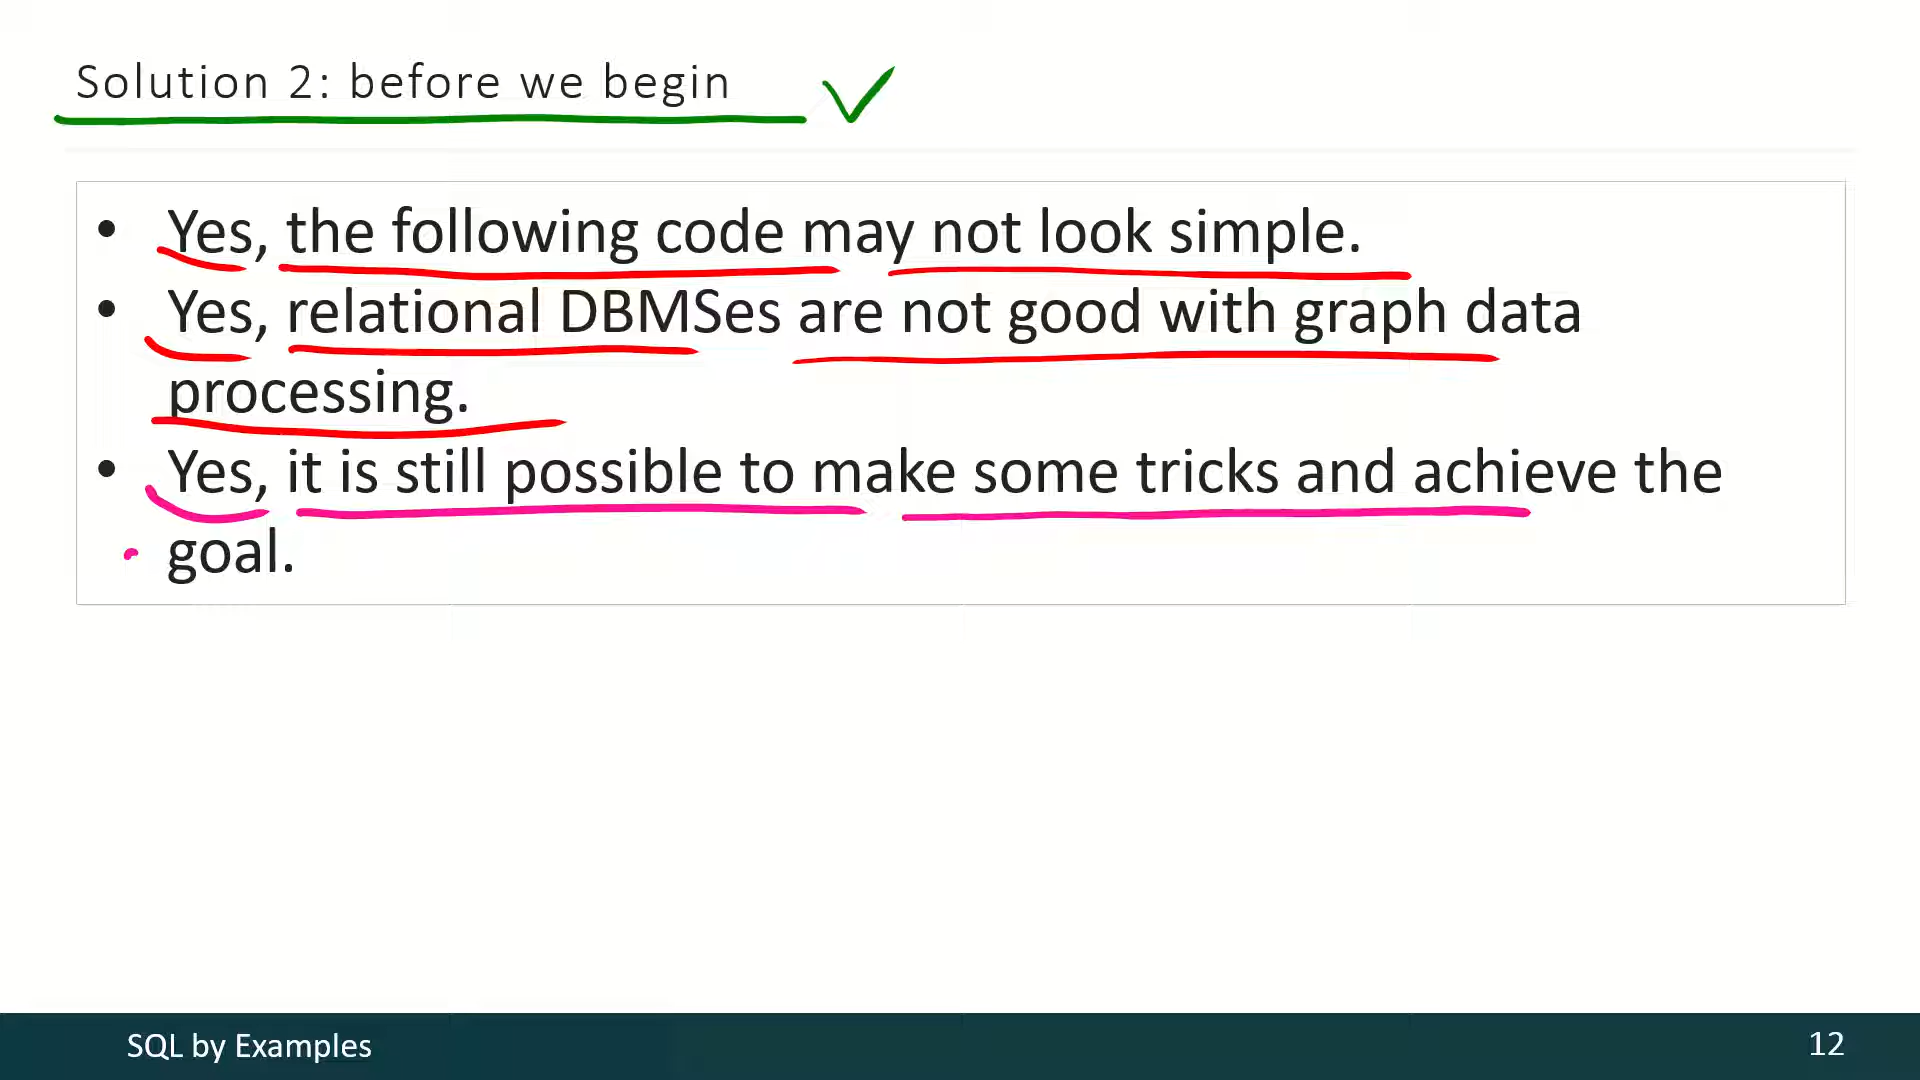 Solution 2: before we begin
• Yes, the following code may not look simple.
• Yes, relational DBMSes are not good with graph data
processing.
• Yes, it is still possible to make some tricks and achieve the
goal.
SQL by Examples
12